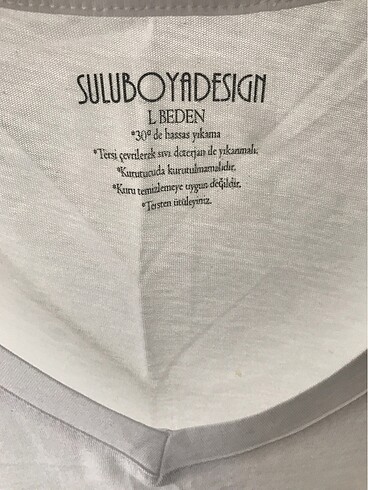 SULUBOYADESIGN
L BEDEN
*30° de hassas yıkama
*Tersi çevrilerek sıvı deterjan ile yıkanmalı.
*Kurutucuda kurutulmamalıdır.
*Kuru temizlemeye uygun değildir.
*Tersten ütüleyiniz.